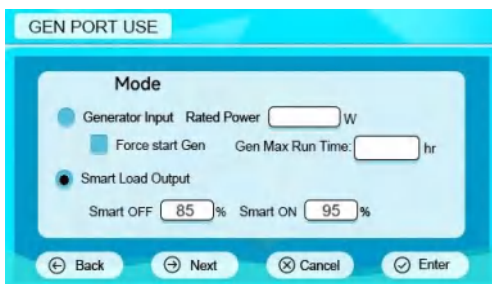 GEN PORT USE
Mode
Generator Input Rated Power W
Force start Gen Gen Max Run Time: hr
Smart Load Output
Smart OFF 85 % Smart ON 95 %
Back Next Cancel Enter